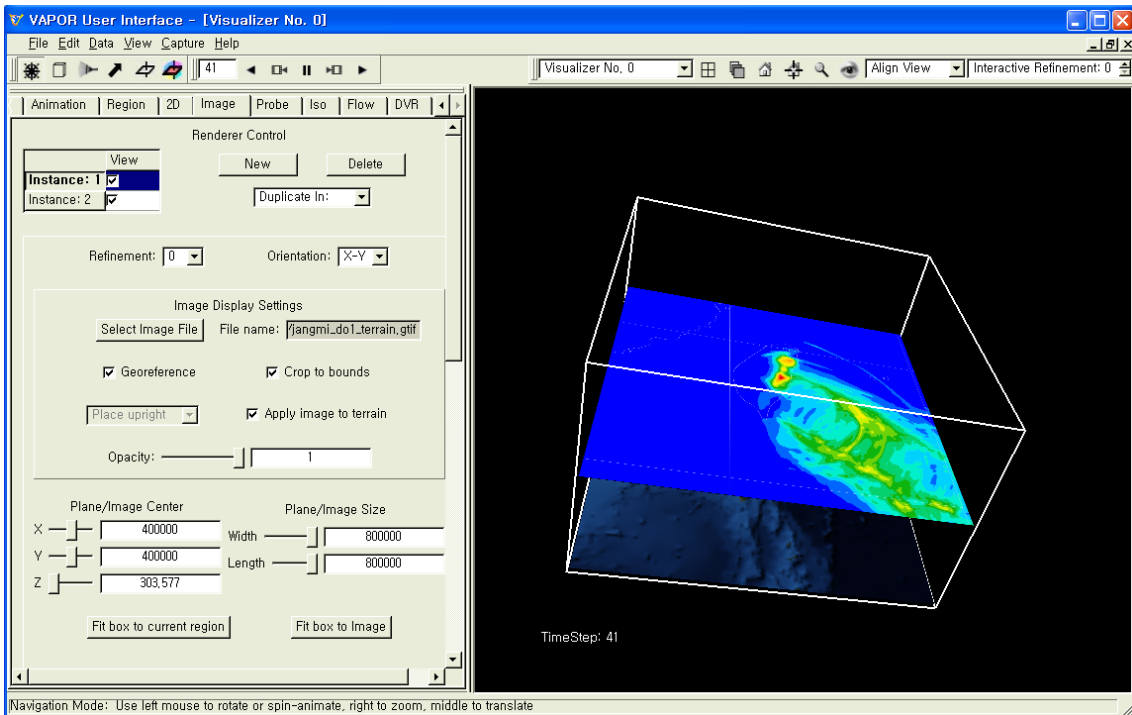 VAPOR User Interface - [Visualizer No. 0]
File Edit Data View Capture Help
41 Visualizer No. 0 Align View Interactive Refinement: 0
Animation Region 2D Image Probe Iso Flow DVR
Renderer Control
View New Delete
Instance: 1
Instance: 2 Duplicate In:
Refinement: 0 Orientation: X-Y
Image Display Settings
Select Image File File name: /jangmi_do1_terrain.gtif
Georeference Crop to bounds
Place upright Apply image to terrain
Opacity: 1
Plane/Image Center Plane/Image Size
X 400000 Width 800000
Y 400000 Length 800000
Z 303,577
Fit box to current region Fit box to Image
TimeStep: 41
Navigation Mode: Use left mouse to rotate or spin-animate, right to zoom, middle to translate